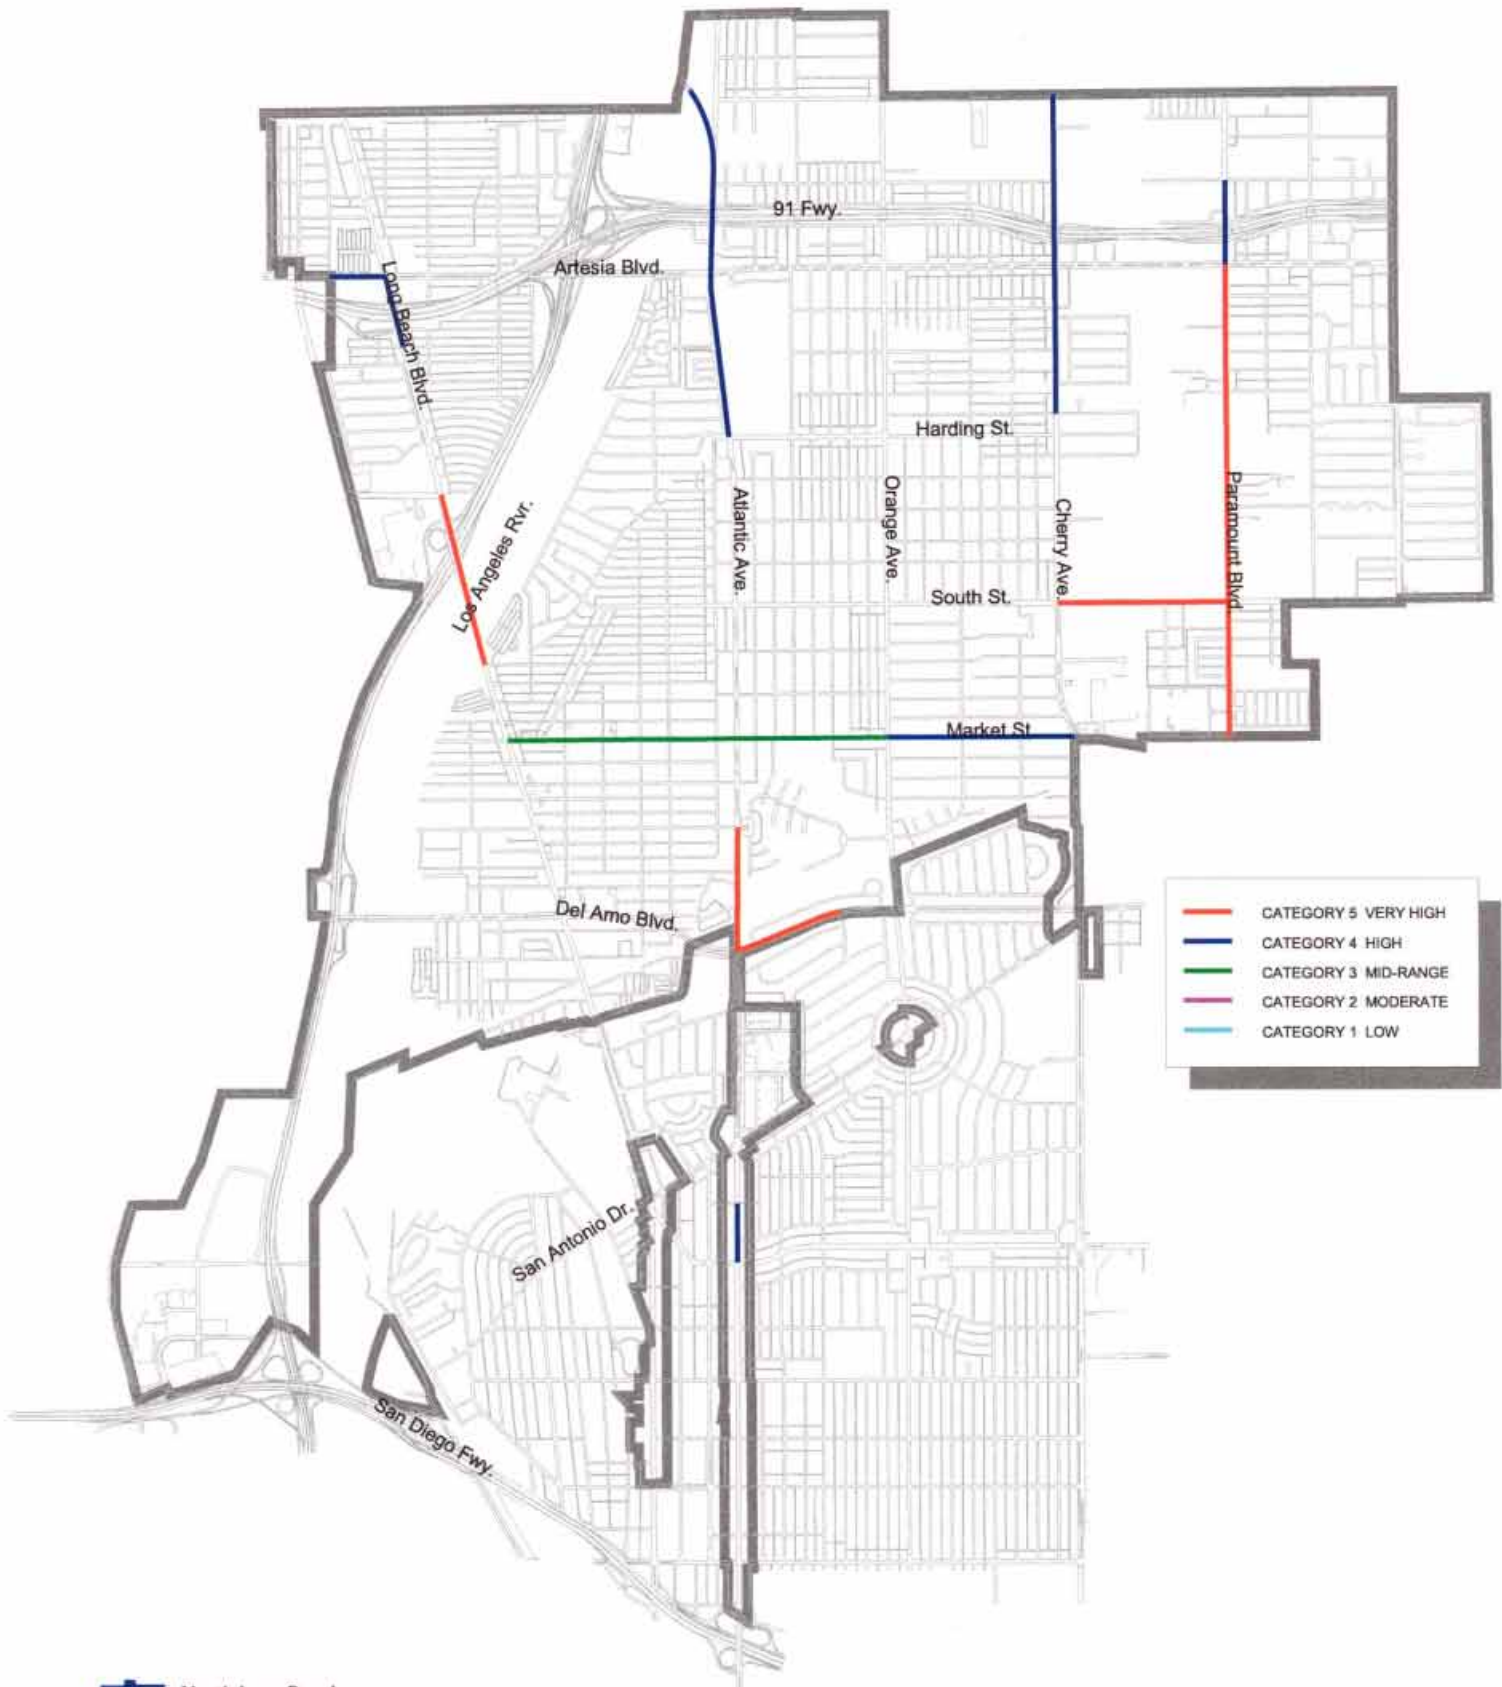 91 Fwy.
Artesia Blvd.
Long Beach Blvd.
Harding St.
Los Angeles Rvr.
Atlantic Ave.
Orange Ave.
Cherry Ave.
Paramount Blvd.
South St.
Market St
Del Amo Blvd.
CATEGORY 5 VERY HIGH
CATEGORY 4 HIGH
CATEGORY 3 MID-RANGE
CATEGORY 2 MODERATE
CATEGORY 1 LOW
San Antonio Dr.
San Diego Fwy.